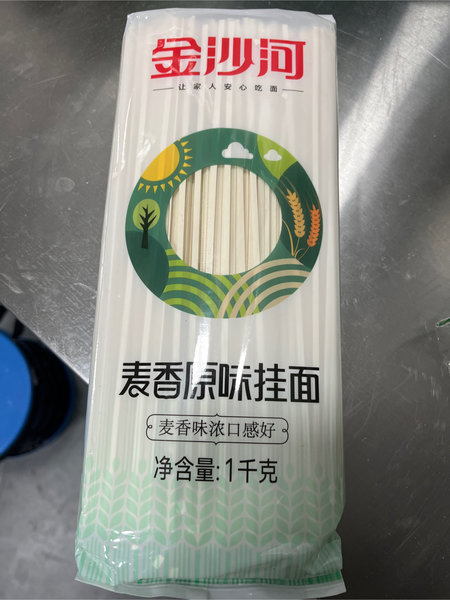 金沙河
让家人安心吃面
麦香原味挂面
麦香味浓口感好
净含量:1千克